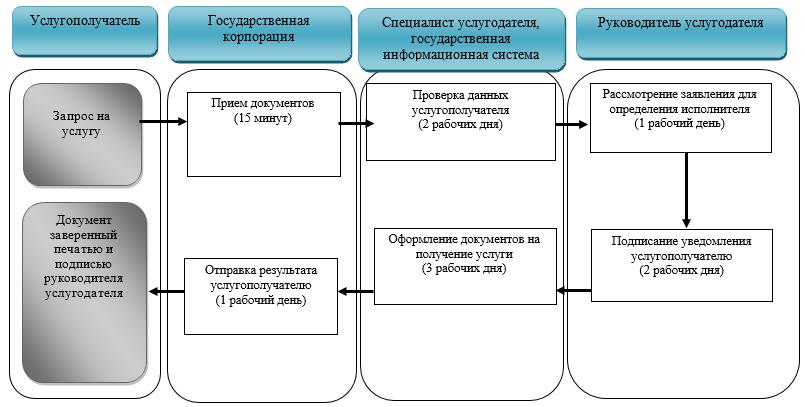 Услугополучатель
Государственная
корпорация
Специалист услугодателя,
государственная
информационная система
Руководитель услугодателя
Запрос на
услугу
Прием документов
(15 минут)
Проверка данных
услугополучателя
(2 рабочих дня)
Рассмотрение заявления для
определения исполнителя
(1 рабочий день)
Подписание уведомления
услугополучателю
(2 рабочих дня)
Оформление документов на
получение услуги
(3 рабочих дня)
Отправка результата
услугополучателю
(1 рабочий день)
Документ
заверенный
печатью и
подписью
руководителя
услугодателя